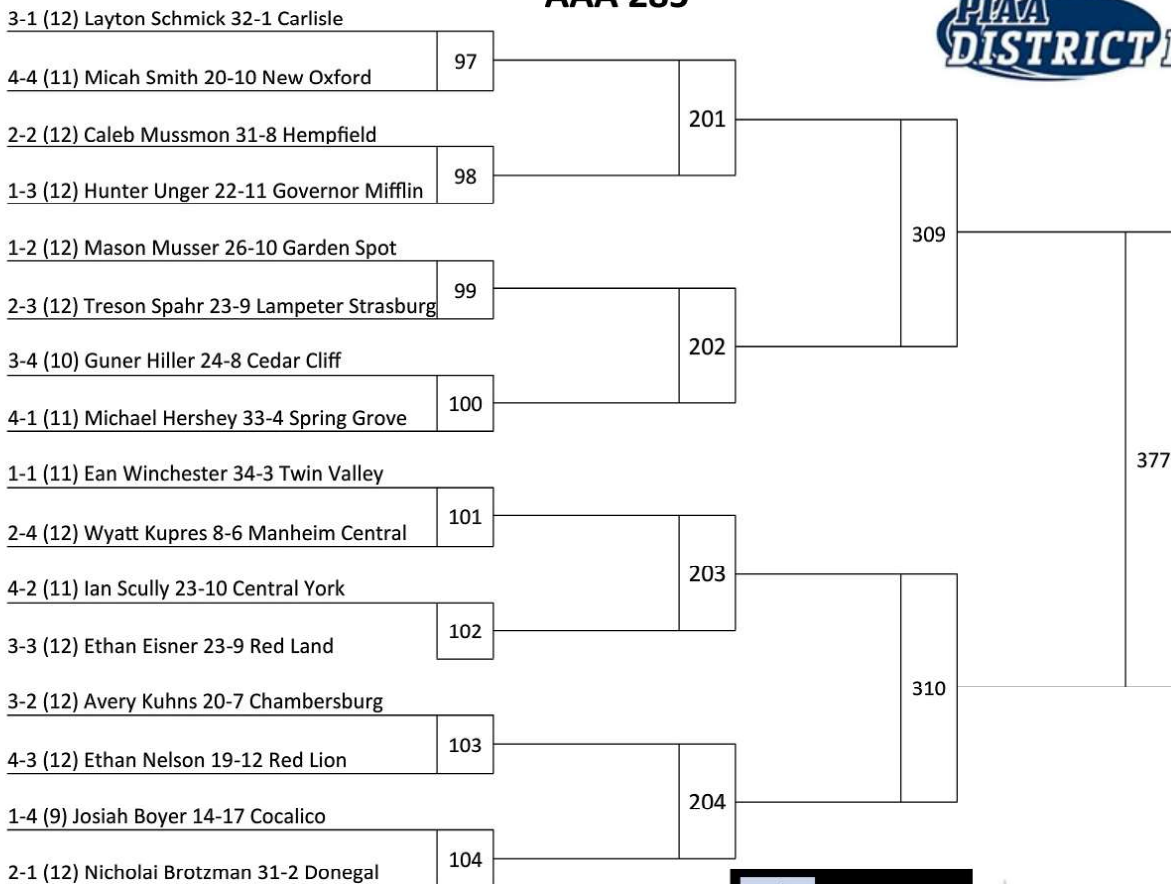 AAA 285
PIAA
DISTRICT
3-1 (12) Layton Schmick 32-1 Carlisle
97
4-4 (11) Micah Smith 20-10 New Oxford
201
2-2 (12) Caleb Mussmon 31-8 Hempfield
98
1-3 (12) Hunter Unger 22-11 Governor Mifflin
309
1-2 (12) Mason Musser 26-10 Garden Spot
99
2-3 (12) Treson Spahr 23-9 Lampeter Strasburg
202
3-4 (10) Guner Hiller 24-8 Cedar Cliff
100
4-1 (11) Michael Hershey 33-4 Spring Grove
377
1-1 (11) Ean Winchester 34-3 Twin Valley
101
2-4 (12) Wyatt Kupres 8-6 Manheim Central
203
4-2 (11) Ian Scully 23-10 Central York
102
3-3 (12) Ethan Eisner 23-9 Red Land
310
3-2 (12) Avery Kuhns 20-7 Chambersburg
103
4-3 (12) Ethan Nelson 19-12 Red Lion
204
1-4 (9) Josiah Boyer 14-17 Cocalico
104
2-1 (12) Nicholai Brotzman 31-2 Donegal